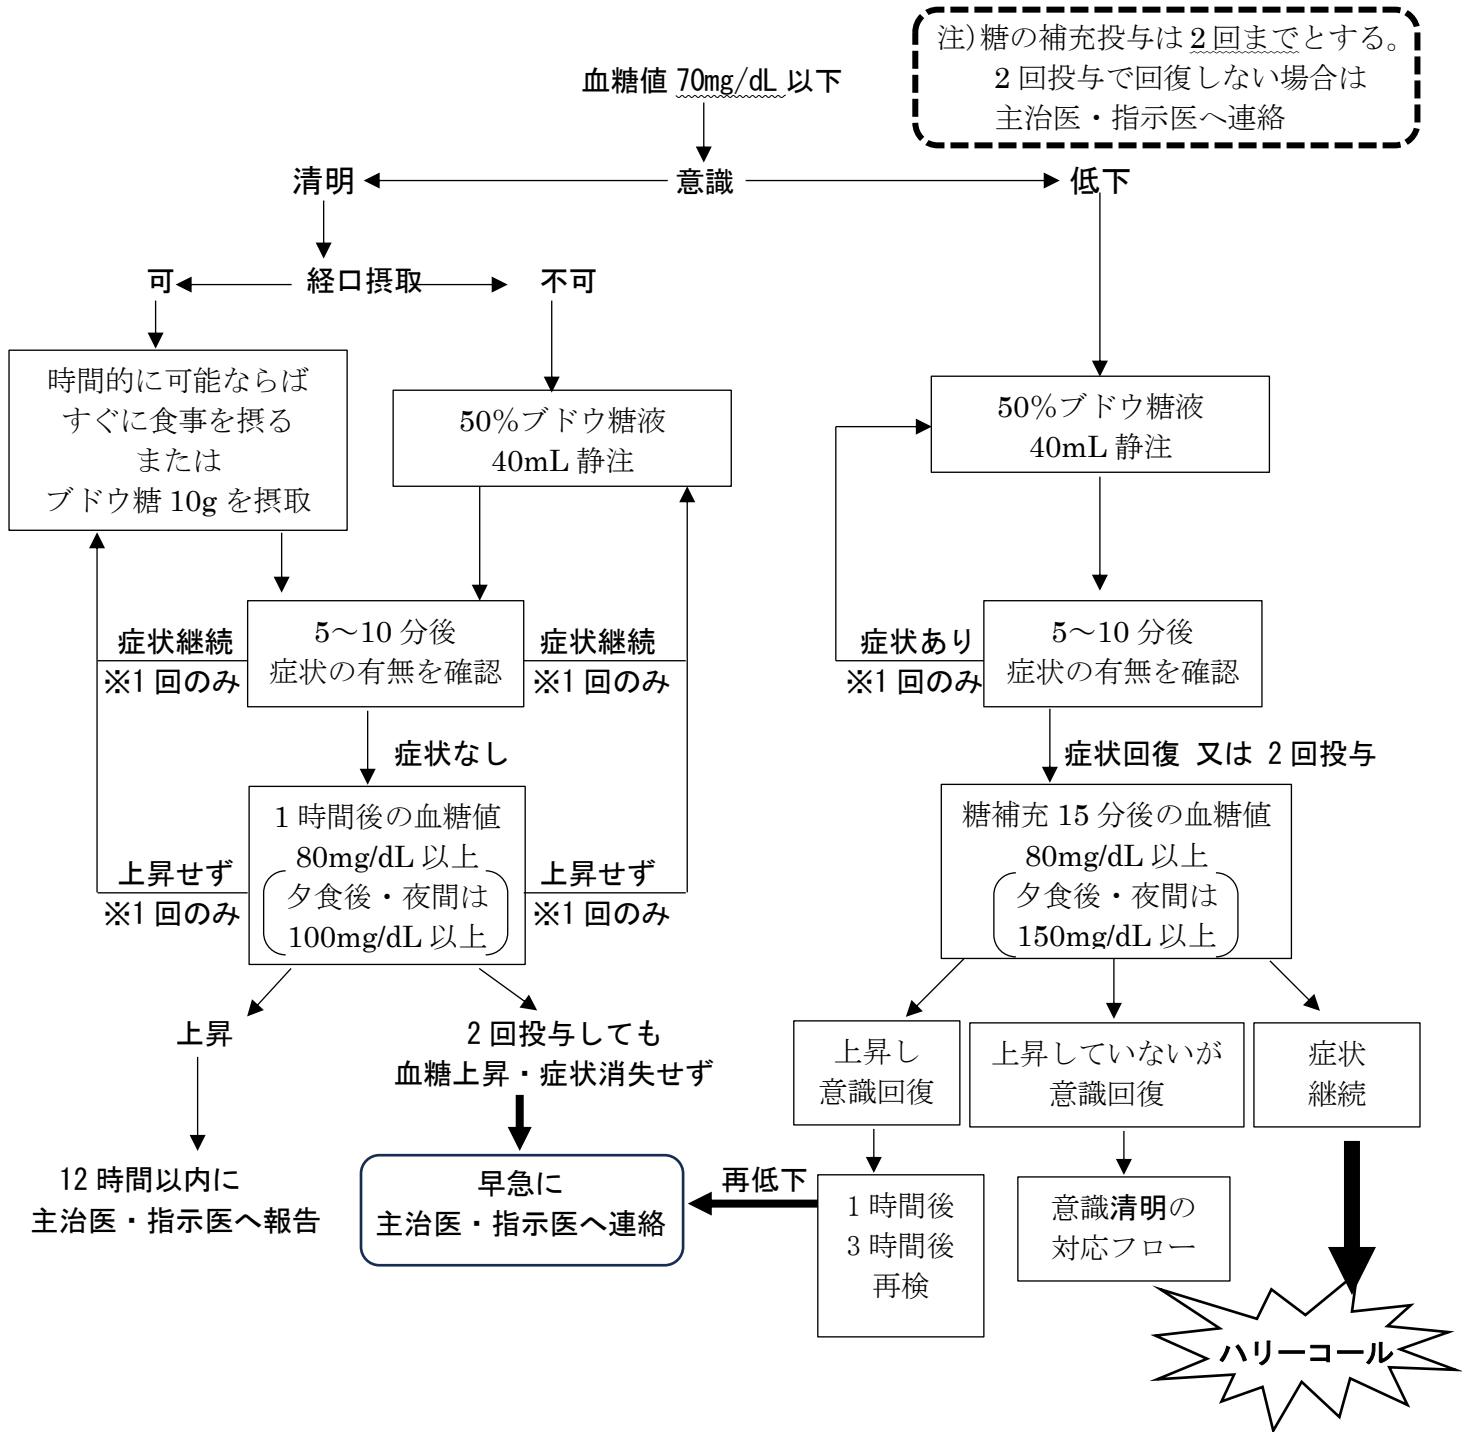 注)糖の補充投与は 2 回までとする。
2 回投与で回復しない場合は
主治医・指示医へ連絡
血糖値 70mg/dL 以下
清明
意識
低下
可
経口摂取
不可
時間的に可能ならば
すぐに食事を摂る
または
ブドウ糖 10g を摂取
50%ブドウ糖液
40mL 静注
50%ブドウ糖液
40mL 静注
症状継続
※1 回のみ
5～10 分後
症状の有無を確認
症状継続
※1 回のみ
症状あり
※1 回のみ
5～10 分後
症状の有無を確認
症状なし
症状回復 又は 2 回投与
1 時間後の血糖値
80mg/dL 以上
夕食後・夜間は
100mg/dL 以上
上昇せず
※1 回のみ
上昇せず
※1 回のみ
糖補充 15 分後の血糖値
80mg/dL 以上
夕食後・夜間は
150mg/dL 以上
上昇
2 回投与しても
血糖上昇・症状消失せず
上昇し
意識回復
上昇していないが
意識回復
症状
継続
12 時間以内に
主治医・指示医へ報告
早急に
主治医・指示医へ連絡
再低下
1 時間後
3 時間後
再検
意識清明の
対応フロー
ハリーコール